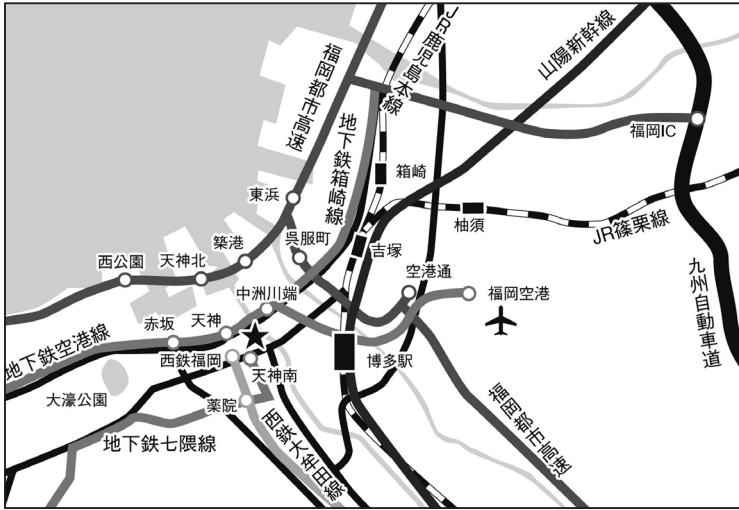 JR鹿児島本線
山陽新幹線
福岡都市高速
地下鉄箱崎線
福岡IC
箱崎
東浜
柚須
JR篠栗線
呉服町
築港
吉塚
西公園
天神北
空港通
福岡空港
九州自動車道
中洲川端
赤坂
天神
地下鉄空港線
西鉄福岡
博多駅
天神南
大濠公園
薬院
福岡都市高速
地下鉄七隈線
西鉄大牟田線